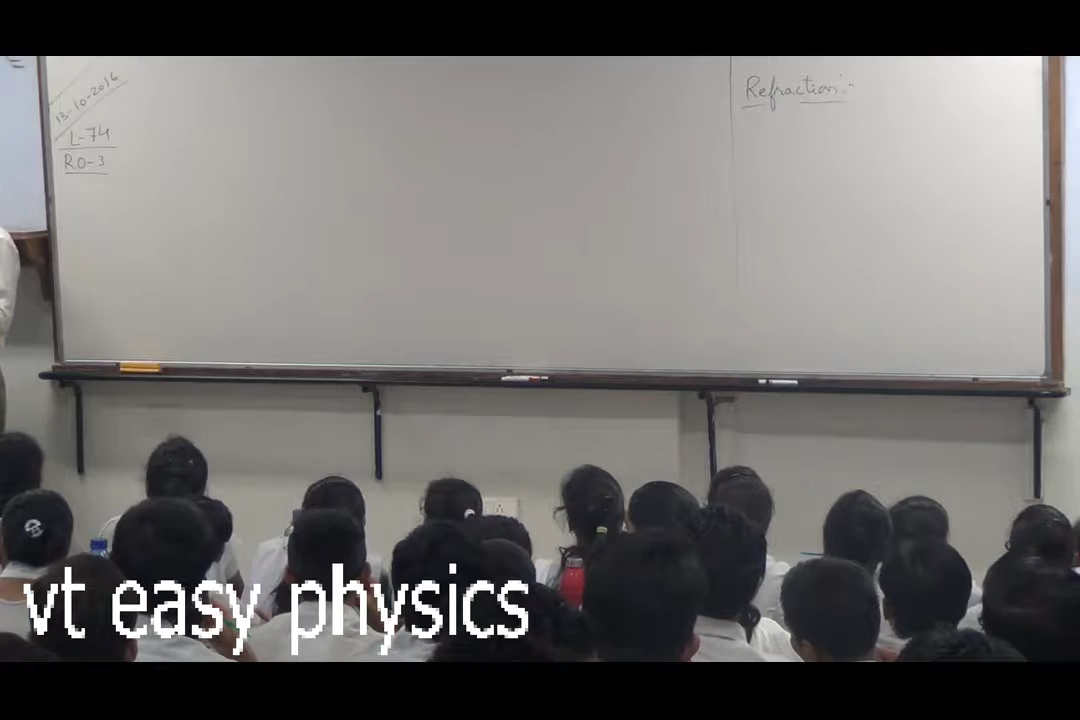 13-10-2016
L-74
RO-3
Refraction:-
vt easy physics